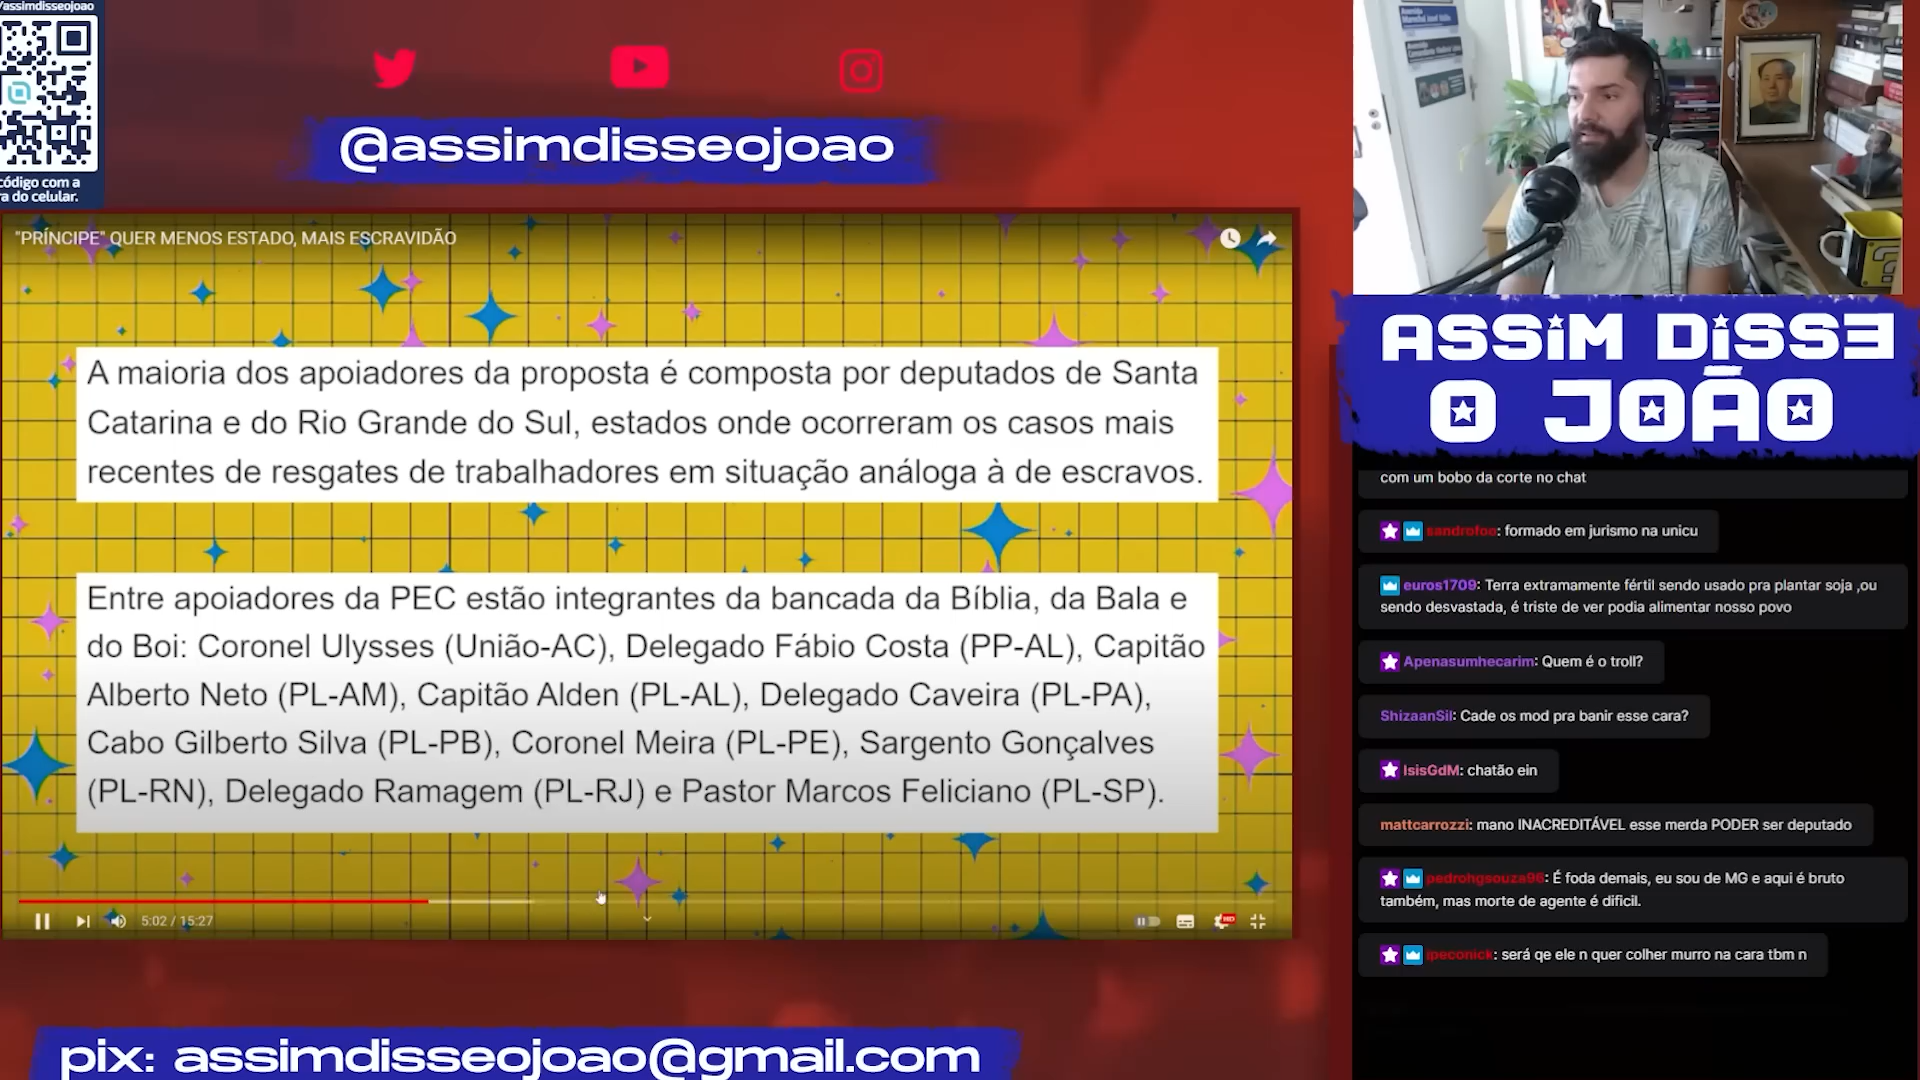 /assimdisseojoao
código com a
a do celular.
@assimdisseojoao
"PRÍNCIPE" QUER MENOS ESTADO, MAIS ESCRAVIDÃO
A maioria dos apoiadores da proposta é composta por deputados de Santa
Catarina e do Rio Grande do Sul, estados onde ocorreram os casos mais
recentes de resgates de trabalhadores em situação análoga à de escravos.
Entre apoiadores da PEC estão integrantes da bancada da Bíblia, da Bala e
do Boi: Coronel Ulysses (União-AC), Delegado Fábio Costa (PP-AL), Capitão
Alberto Neto (PL-AM), Capitão Alden (PL-AL), Delegado Caveira (PL-PA),
Cabo Gilberto Silva (PL-PB), Coronel Meira (PL-PE), Sargento Gonçalves
(PL-RN), Delegado Ramagem (PL-RJ) e Pastor Marcos Feliciano (PL-SP).
5:02 / 15:27
HD
pix: assimdisseojoao@gmail.com
ASSIM DISSE
O JOÃO
com um bobo da corte no chat
sandrofoo: formado em jurismo na unicu
euros1709: Terra extramamente fértil sendo usado pra plantar soja ,ou
sendo desvastada, é triste de ver podia alimentar nosso povo
Apenasumhecarim: Quem é o troll?
ShizaanSil: Cade os mod pra banir esse cara?
IsisGdM: chatão ein
mattcarrozzi: mano INACREDITÁVEL esse merda PODER ser deputado
pedrohgsouza96: É foda demais, eu sou de MG e aqui é bruto
também, mas morte de agente é dificil.
ipeconick: será qe ele n quer colher murro na cara tbm n